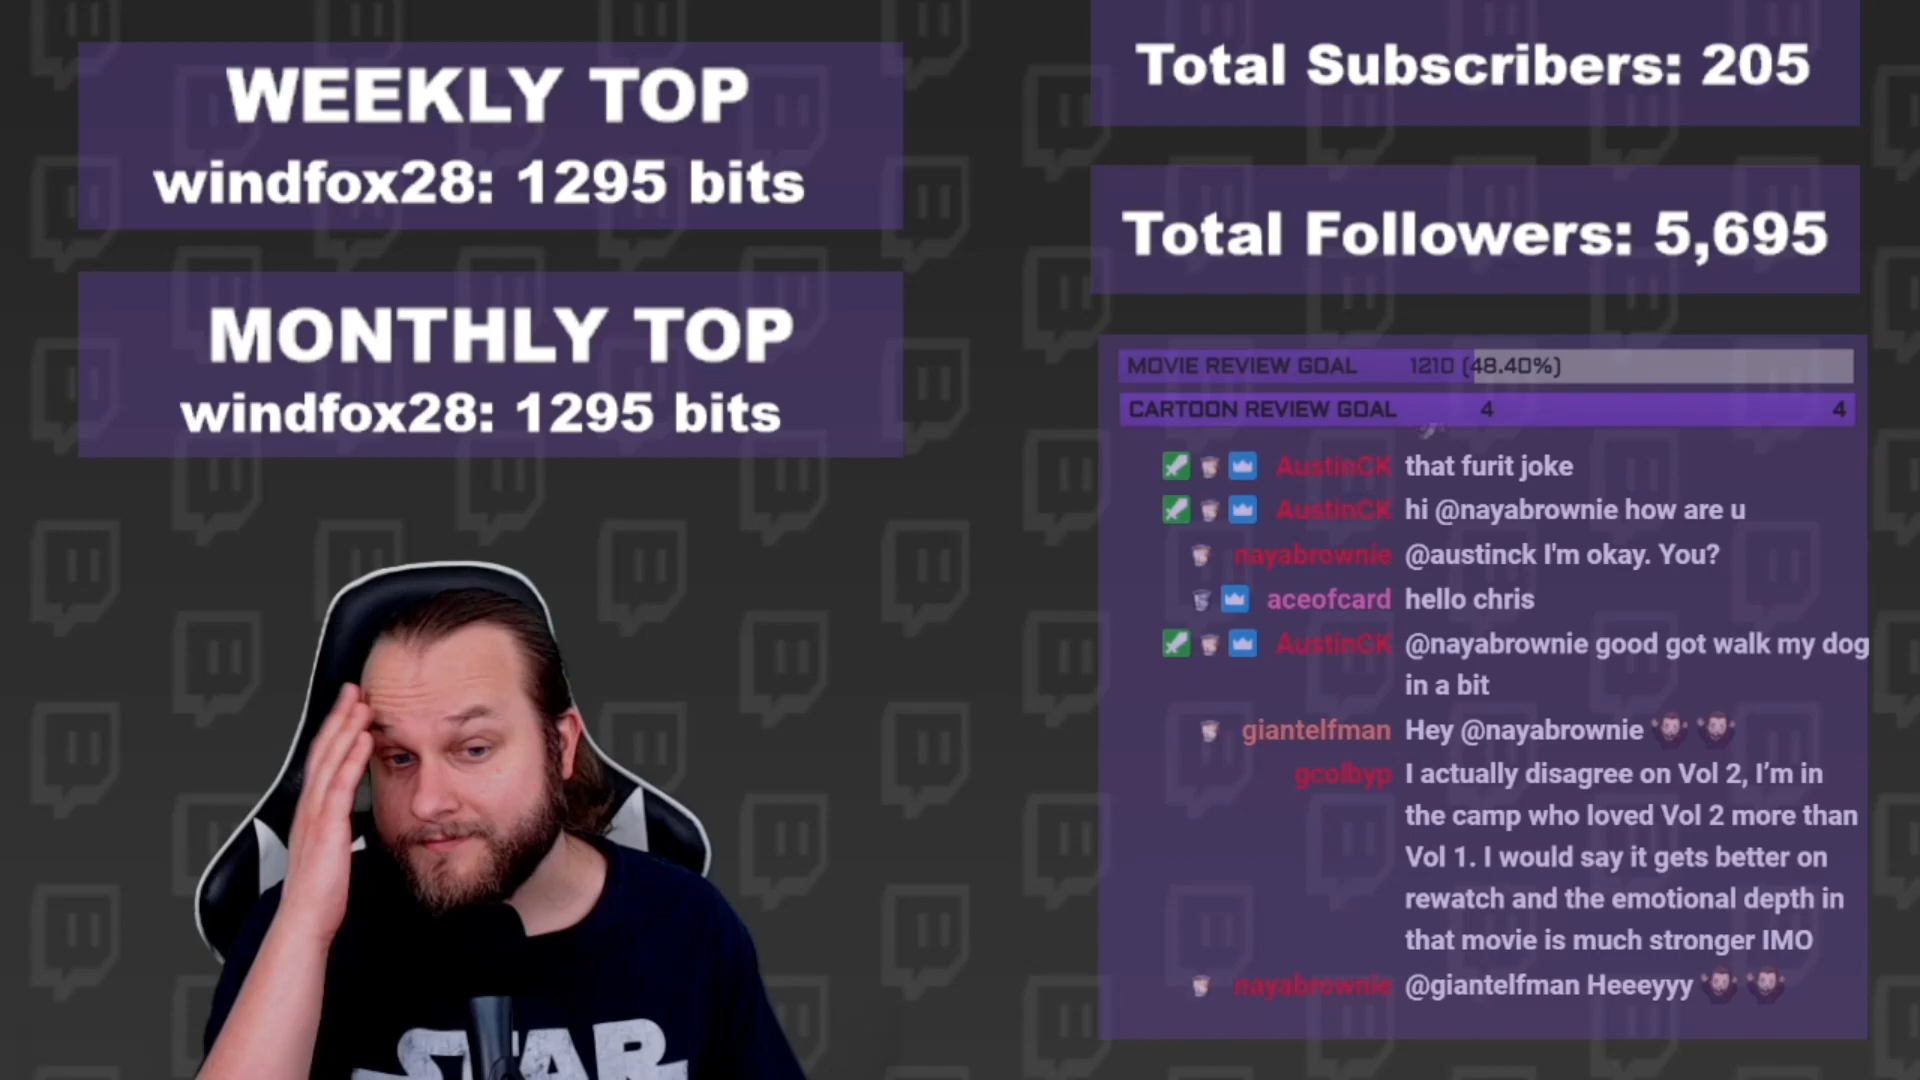 WEEKLY TOP
windfox28: 1295 bits
MONTHLY TOP
windfox28: 1295 bits
Total Subscribers: 205
Total Followers: 5,695
MOVIE REVIEW GOAL 1210 (48.40%)
CARTOON REVIEW GOAL 4 4
AustinCK that furit joke
AustinCK hi @nayabrownie how are u
nayabrownie @austinck I'm okay. You?
aceofcard hello chris
AustinCK @nayabrownie good got walk my dog
in a bit
giantelfman Hey @nayabrownie
gcolbyp I actually disagree on Vol 2, I’m in
the camp who loved Vol 2 more than
Vol 1. I would say it gets better on
rewatch and the emotional depth in
that movie is much stronger IMO
nayabrownie @giantelfman Heeeyyy
STAR